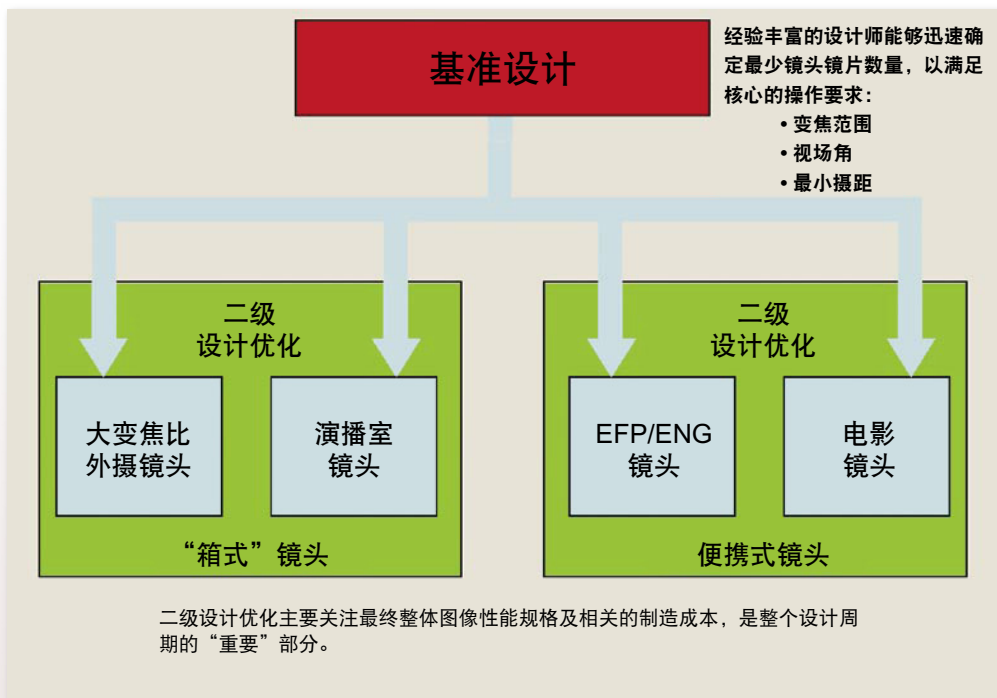 基准设计
经验丰富的设计师能够迅速确
定最少镜头镜片数量，以满足
核心的操作要求：
• 变焦范围
• 视场角
• 最小摄距
二级
设计优化
大变焦比
外摄镜头
演播室
镜头
“箱式”镜头
二级
设计优化
EFP/ENG
镜头
电影
镜头
便携式镜头
二级设计优化主要关注最终整体图像性能规格及相关的制造成本，是整个设计周
期的“重要”部分。